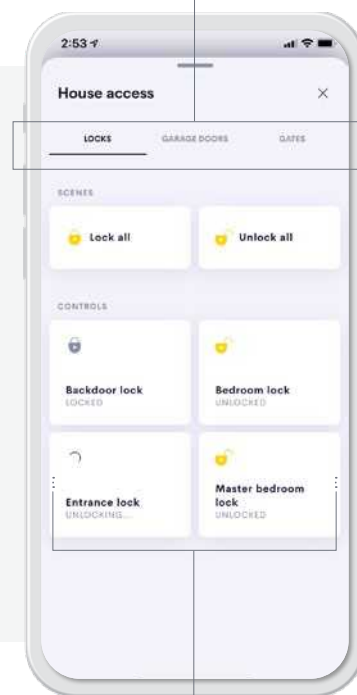 2:53
House access
LOCKS GARAGE DOORS GATES
SCENES
Lock all Unlock all
CONTROLS
Backdoor lock Bedroom lock
LOCKED UNLOCKED
Entrance lock
UNLOCKING...
Master bedroom
lock
UNLOCKED